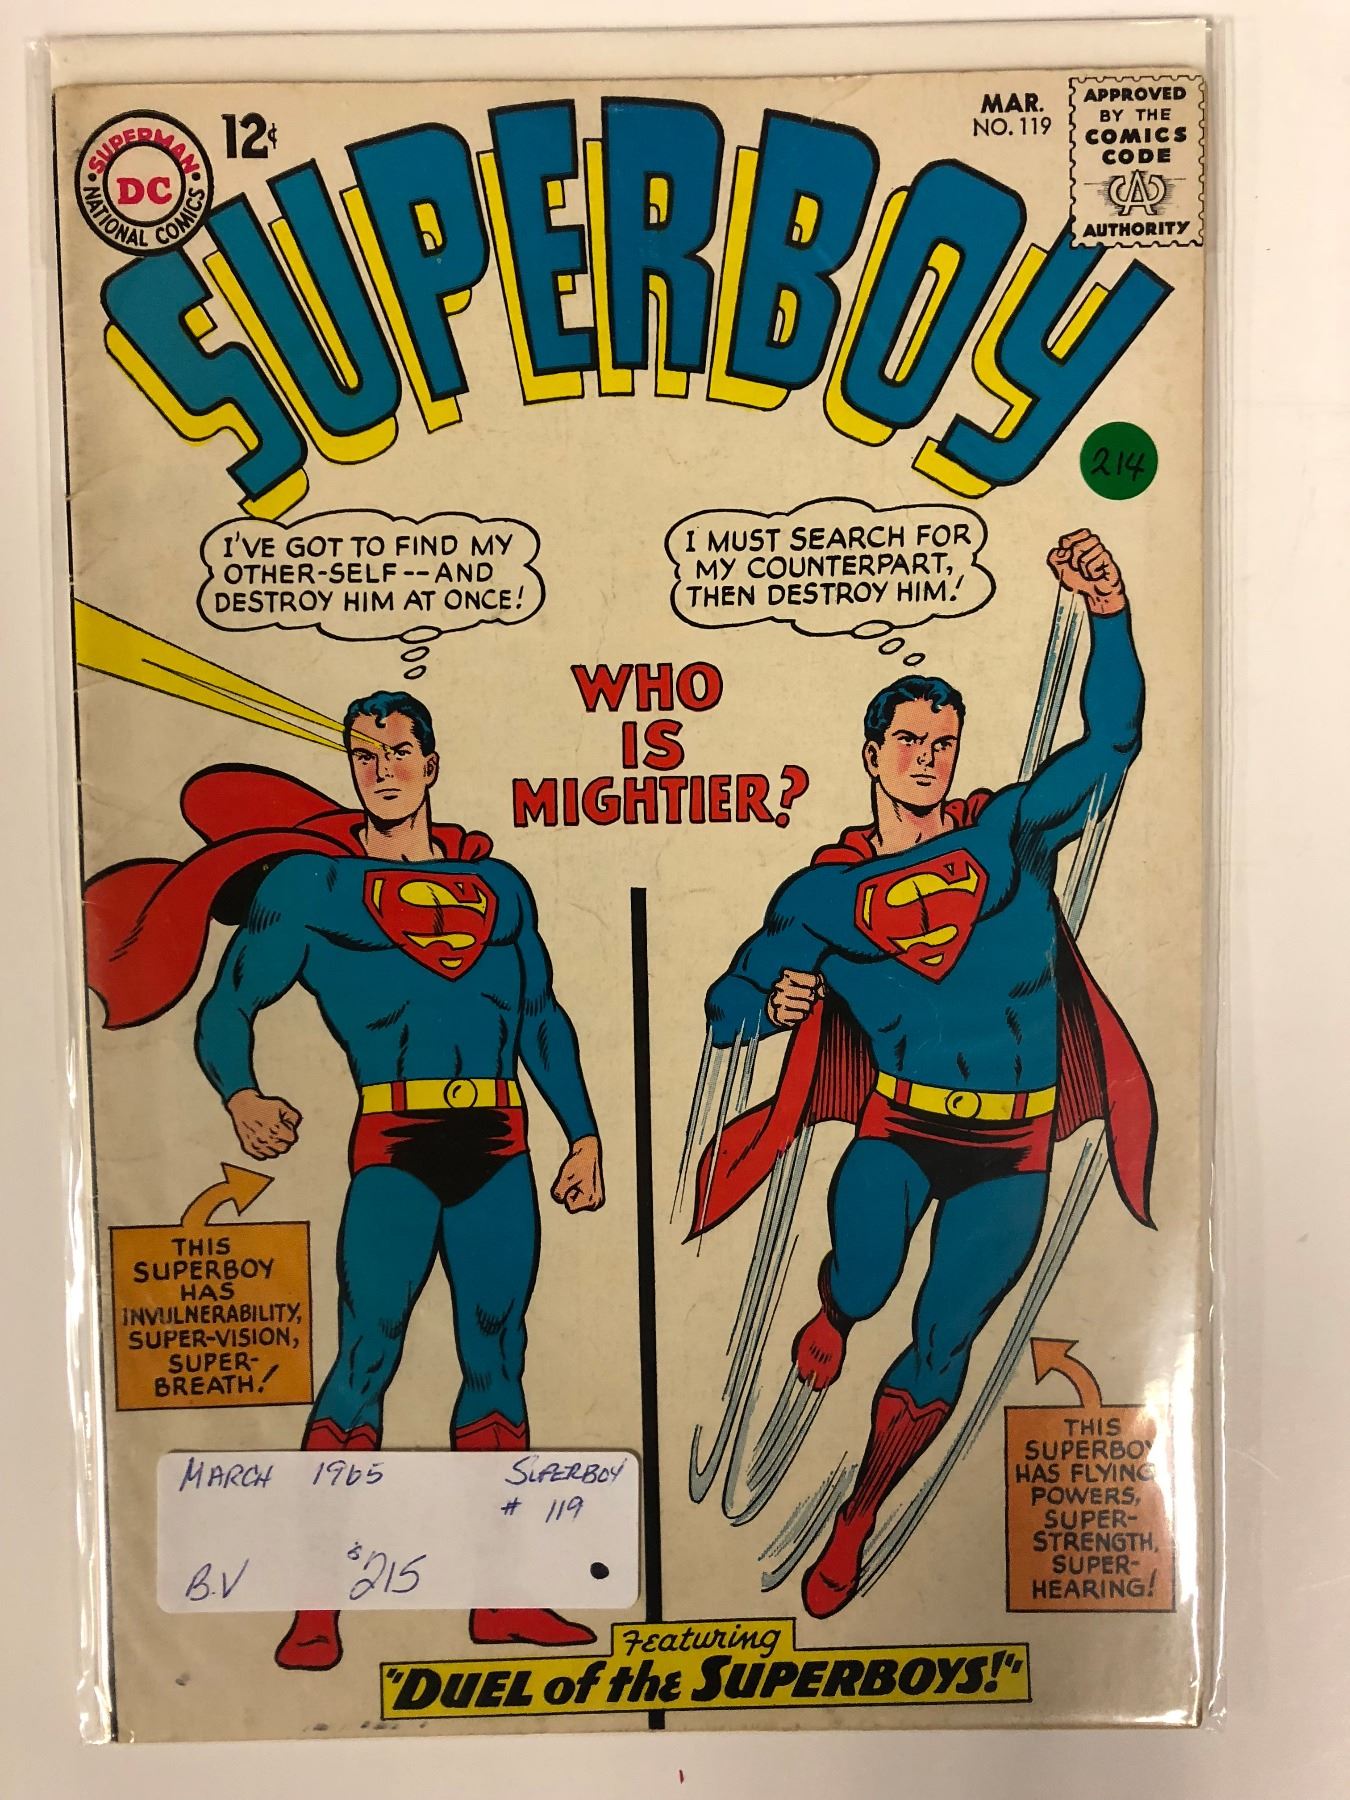 SUPERMAN
DC
NATIONAL COMICS
12¢
MAR.
NO. 119
APPROVED
BY THE
COMICS
CODE
CA
AUTHORITY
SUPERBOY
214
I'VE GOT TO FIND MY
OTHER-SELF--AND
DESTROY HIM AT ONCE!
I MUST SEARCH FOR
MY COUNTERPART,
THEN DESTROY HIM!
WHO
IS
MIGHTIER?
THIS
SUPERBOY
HAS
INVULNERABILITY,
SUPER-VISION,
SUPER-
BREATH!
THIS
SUPERBOY
HAS FLYING
POWERS,
SUPER-
STRENGTH,
SUPER-
HEARING!
MARCH 1965 SUPERBOY
# 119
B.V $215
Featuring
"DUEL of the SUPERBOYS!"